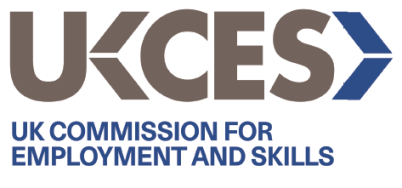 UKCES
UK COMMISSION FOR
EMPLOYMENT AND SKILLS